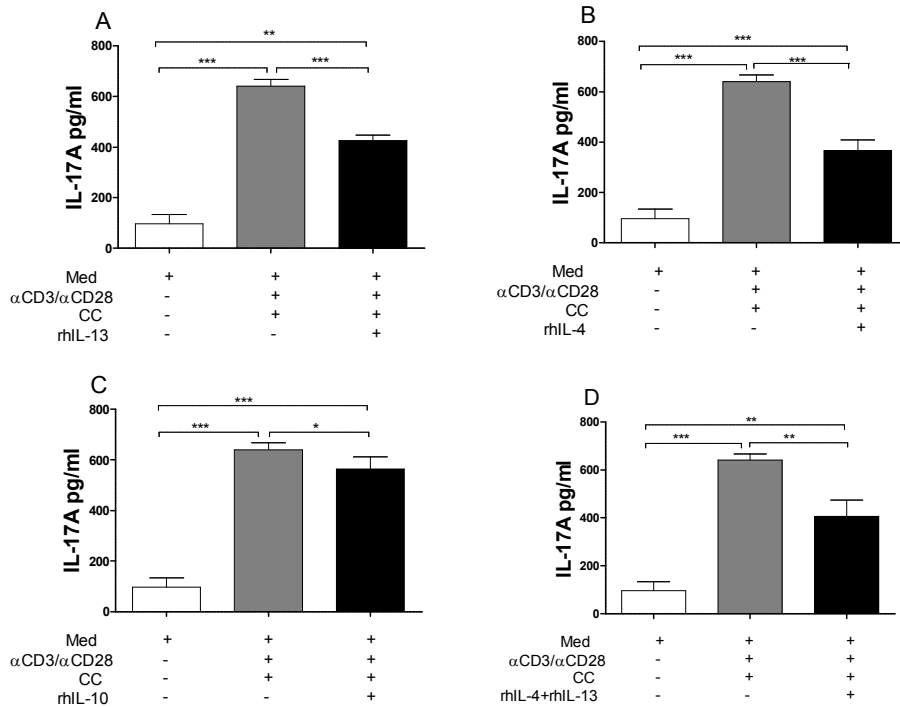 A
**
***
***
IL-17A pg/ml
800
600
400
200
0
Med + + +
αCD3/αCD28 - + +
CC - + +
rhIL-13 - - +
B
***
***
***
IL-17A pg/ml
800
600
400
200
0
Med + + +
αCD3/αCD28 - + +
CC - + +
rhIL-4 - - +
C
***
***
*
IL-17A pg/ml
800
600
400
200
0
Med + + +
αCD3/αCD28 - + +
CC - + +
rhIL-10 - - +
D
**
***
**
IL-17A pg/ml
800
600
400
200
0
Med + + +
αCD3/αCD28 - + +
CC - + +
rhIL-4+rhIL-13 - - +